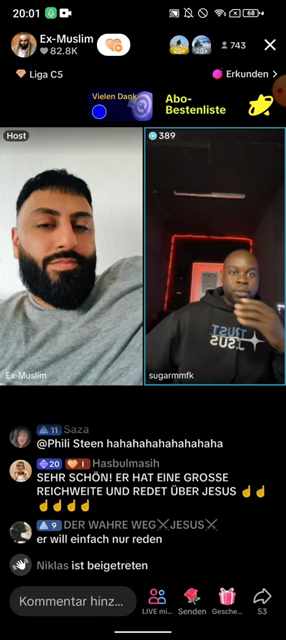 20:01
68
Ex-Muslim
82.8K
20+
743
Liga C5
Erkunden
Vielen Dank
Abo-
Bestenliste
Host
389
TRUST
JESUS
Ex-Muslim
sugarmmfk
11 Saza
@Phili Steen hahahahahahahahaha
20 I Hasbulmasih
SEHR SCHÖN! ER HAT EINE GROSSE
REICHWEITE UND REDET ÜBER JESUS ☝️☝️
☝️☝️☝️☝️
9 DER WAHRE WEG⚔️JESUS⚔️
er will einfach nur reden
Niklas ist beigetreten
Kommentar hinz...
LIVE mi...
Senden
Gesche...
53